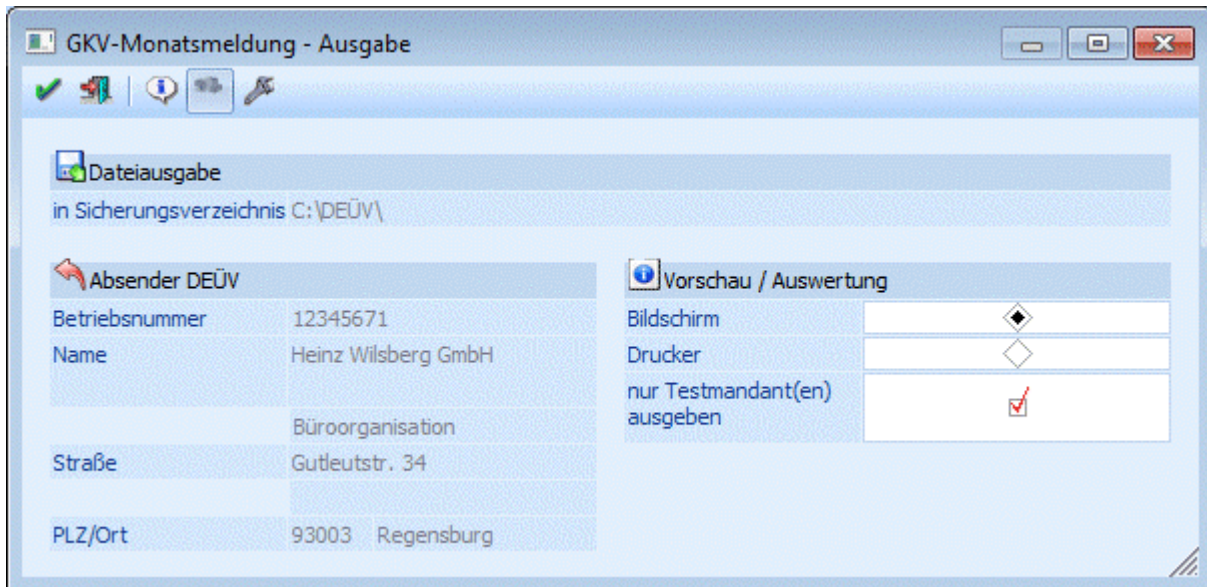 GKV-Monatsmeldung - Ausgabe
Dateiausgabe
in Sicherungsverzeichnis C:\DEÜV\
Absender DEÜV
Betriebsnummer 12345671
Name Heinz Wilsberg GmbH
Büroorganisation
Straße Gutleutstr. 34
PLZ/Ort 93003 Regensburg
Vorschau / Auswertung
Bildschirm
Drucker
nur Testmandant(en)
ausgeben